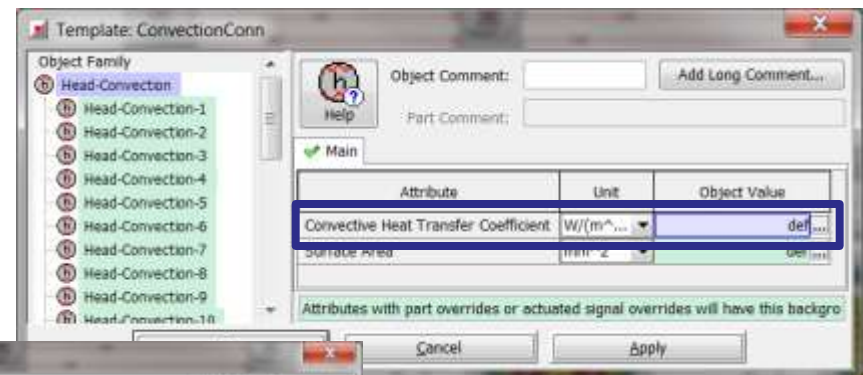 Template: ConvectionConn
Object Family
Head-Convection
Head-Convection-1
Head-Convection-2
Head-Convection-3
Head-Convection-4
Head-Convection-5
Head-Convection-6
Head-Convection-7
Head-Convection-8
Head-Convection-9
Head-Convection-10
Help
Object Comment:
Add Long Comment...
Part Comment:
Main
Attribute Unit Object Value
Convective Heat Transfer Coefficient W/(m^... def ...
Surface Area mm^2 def ...
Attributes with part overrides or actuated signal overrides will have this backgro
Cancel Apply